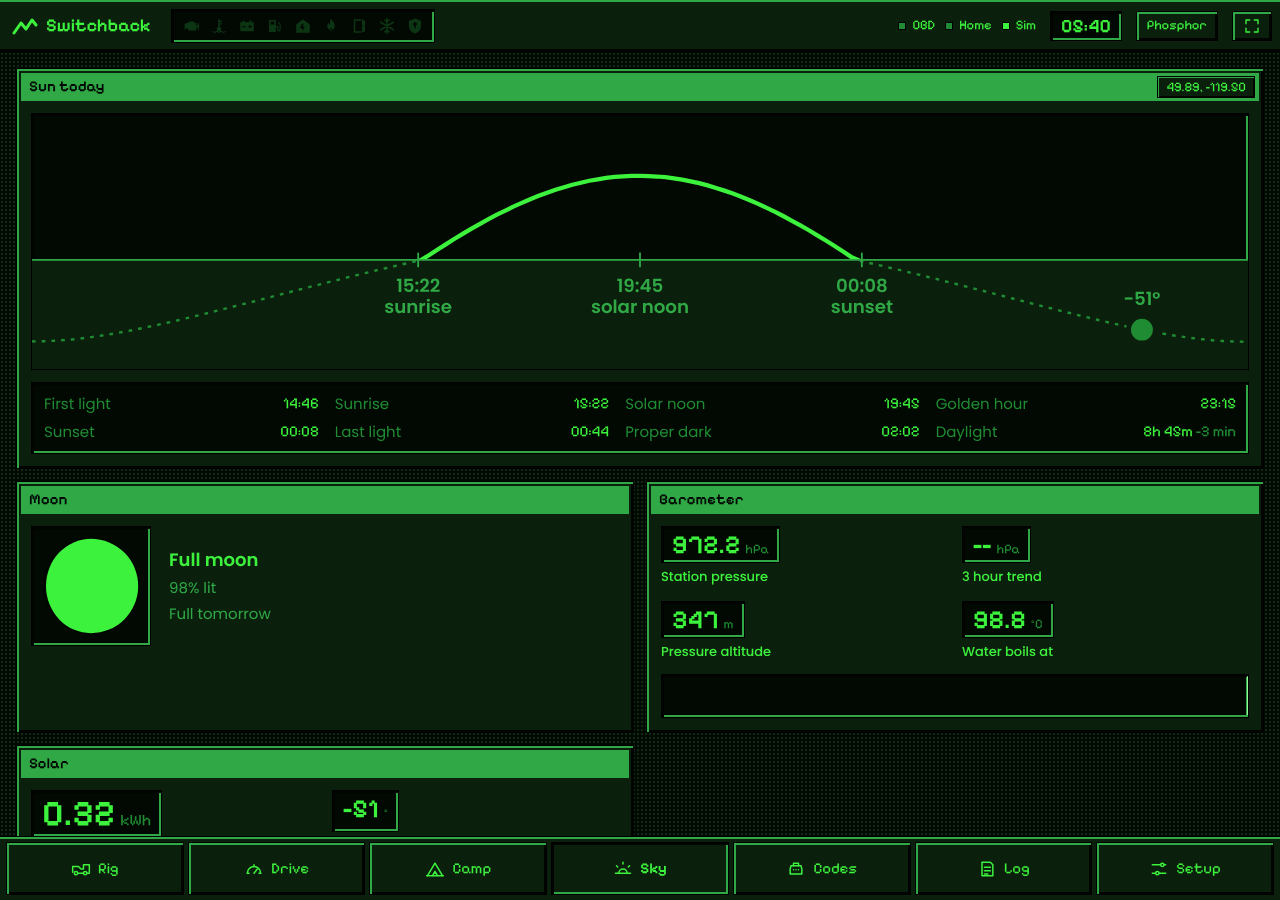 Switchback
OBD Home Sim 05:40 Phosphor
Sun today 49.89, -119.50
-51°
15:22 19:45 00:08
sunrise solar noon sunset
First light 14:46 Sunrise 15:22 Solar noon 19:45 Golden hour 23:15
Sunset 00:08 Last light 00:44 Proper dark 02:02 Daylight 8h 45m -3 min
Moon
Full moon
98% lit
Full tomorrow
Barometer
972.2 hPa -- hPa
Station pressure 3 hour trend
347 m 98.8 °C
Pressure altitude Water boils at
Solar
0.32 kWh -51 °
Rig Drive Camp Sky Codes Log Setup